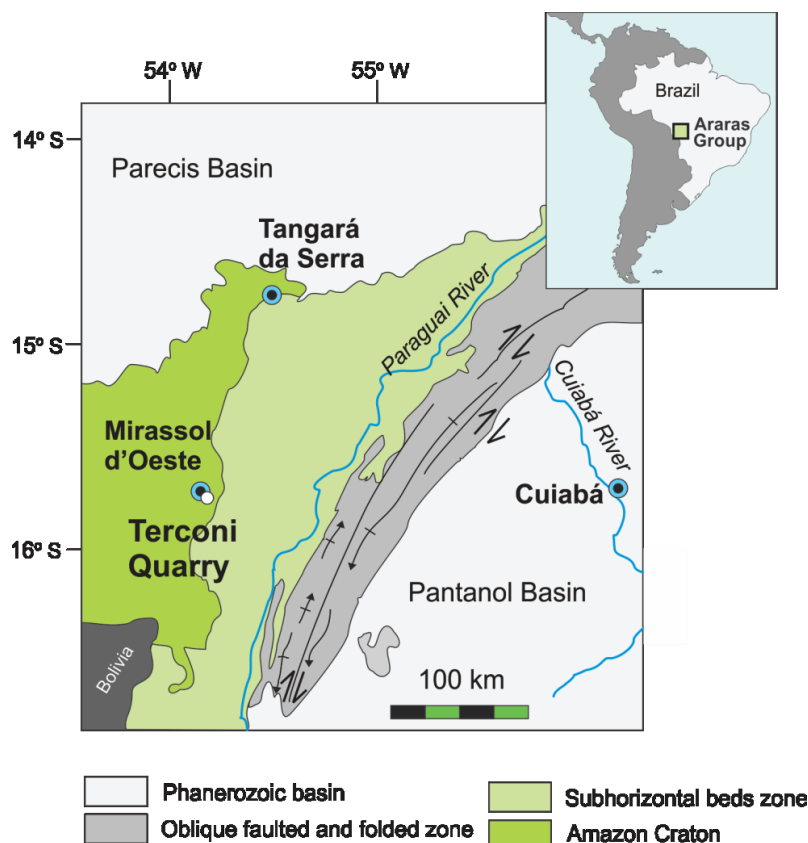 54º W
55º W
14º S
15º S
16º S
Brazil
Araras
Group
Parecis Basin
Tangará
da Serra
Paraguai River
Mirassol
d'Oeste
Terconi
Quarry
Cuiabá River
Cuiabá
Pantanol Basin
Bolivia
100 km
Phanerozoic basin
Oblique faulted and folded zone
Subhorizontal beds zone
Amazon Craton